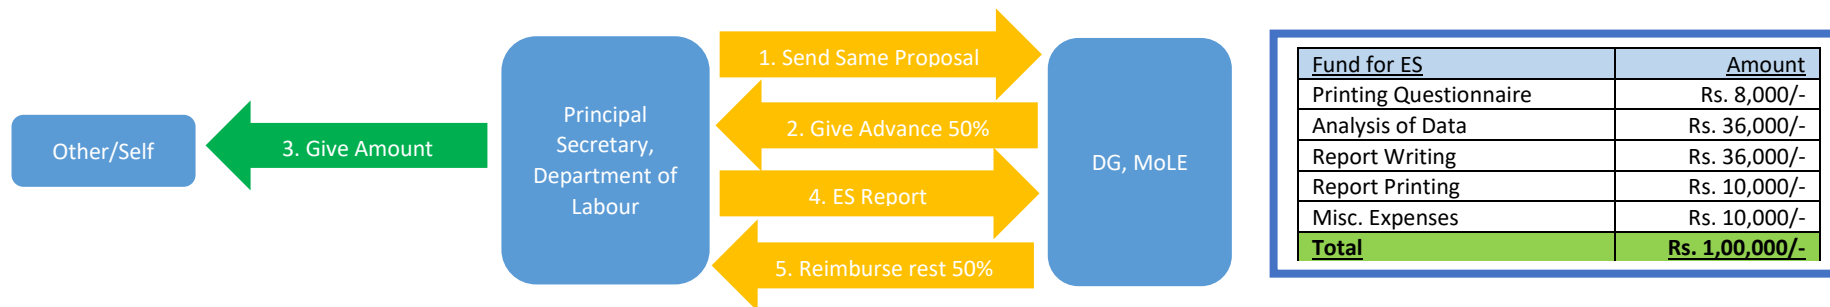 Other/Self
3. Give Amount
Principal
Secretary,
Department of
Labour
1. Send Same Proposal
2. Give Advance 50%
4. ES Report
5. Reimburse rest 50%
DG, MoLE
Fund for ES Amount
Printing Questionnaire Rs. 8,000/-
Analysis of Data Rs. 36,000/-
Report Writing Rs. 36,000/-
Report Printing Rs. 10,000/-
Misc. Expenses Rs. 10,000/-
Total Rs. 1,00,000/-